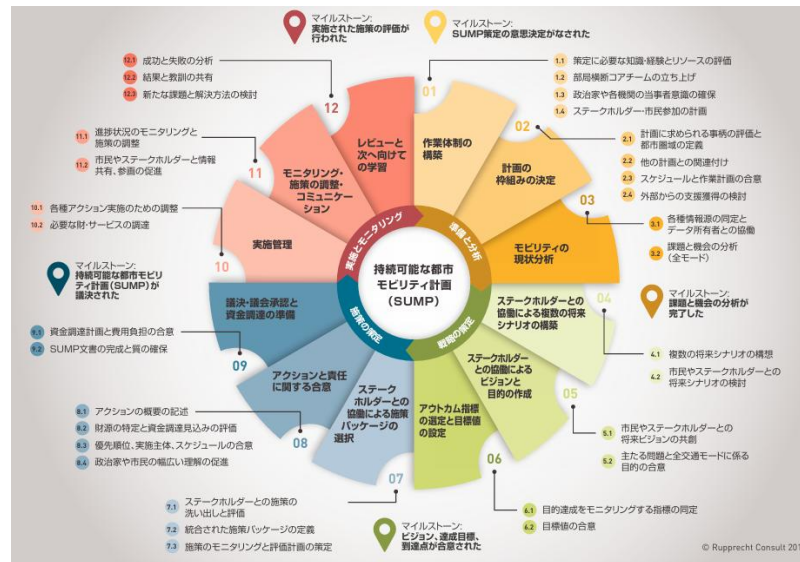 マイルストーン:
実施された施策の評価が
行われた
マイルストーン:
SUMP策定の意思決定がなされた
12.1 成功と失敗の分析
12.2 結果と教訓の共有
12.3 新たな課題と解決方法の検討
1.1 策定に必要な知識・経験とリソースの評価
1.2 部局横断コアチームの立ち上げ
1.3 政治家や各機関の当事者意識の確保
1.4 ステークホルダー・市民参加の計画
12
レビューと
次へ向けて
の学習
01
作業体制の
構築
11.1 進捗状況のモニタリングと
施策の調整
11.2 市民やステークホルダーと情報
共有、参画の促進
11
モニタリング・
施策の調整・
コミュニケー
ション
02
計画の
枠組みの決定
2.1 計画に求められる事柄の評価と
都市圏域の定義
2.2 他の計画との関連付け
2.3 スケジュールと作業計画の合意
2.4 外部からの支援獲得の検討
10.1 各種アクション実施のための調整
10.2 必要な財・サービスの調達
10
実施管理
03
モビリティの
現状分析
3.1 各種情報源の同定と
データ所有者との協働
3.2 課題と機会の分析
(全モード)
実施とモニタリング
準備と分析
持続可能な都市
モビリティ計画
(SUMP)
施策の策定
戦略の策定
マイルストーン:
持続可能な都市モビリ
ティ計画(SUMP)が
議決された
マイルストーン:
課題と機会の分析が
完了した
9.1 資金調達計画と費用負担の合意
9.2 SUMP文書の完成と質の確保
09
議決・議会承認と
資金調達の準備
04
ステークホルダーとの
協働による複数の将来
シナリオの構築
4.1 複数の将来シナリオの構想
4.2 市民やステークホルダーとの
将来シナリオの検討
8.1 アクションの概要の記述
8.2 財源の特定と資金調達見込みの評価
8.3 優先順位、実施主体、スケジュールの合意
8.4 政治家や市民の幅広い理解の促進
08
アクションと責任
に関する合意
05
ステークホルダー
との協働による
ビジョンと
目的の作成
5.1 市民やステークホルダーとの
将来ビジョンの共創
5.2 主たる問題と全交通モードに係る
目的の合意
7.1 ステークホルダーとの施策の
洗い出しと評価
7.2 統合された施策パッケージの定義
7.3 施策のモニタリングと評価計画の策定
07
ステーク
ホルダーとの
協働による施策
パッケージの
選択
06
アウトカム指標
の選定と目標値
の設定
6.1 目的達成をモニタリングする指標の同定
6.2 目標値の合意
マイルストーン:
ビジョン、達成目標、
到達点が合意された
© Rupprecht Consult